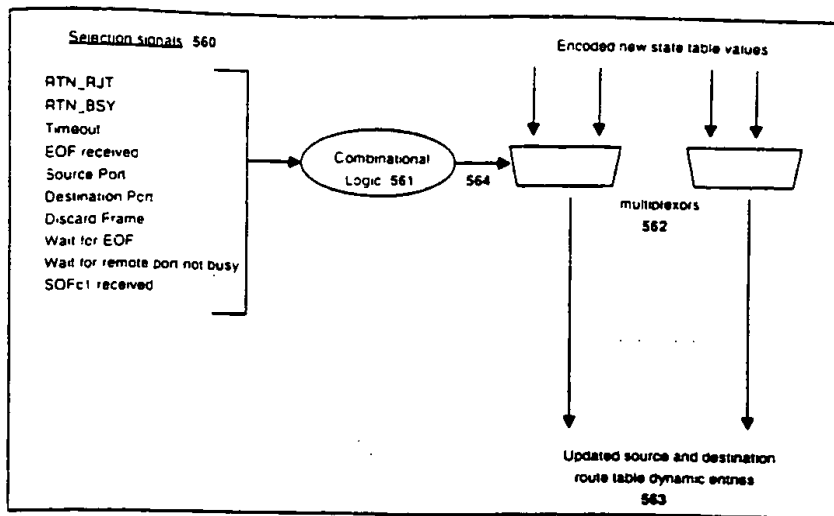 Selection signals 560
RTN_RJT
RTN_BSY
Timeout
EOF received
Source Port
Destination Port
Discard Frame
Wait for EOF
Wait for remote port not busy
SOFc1 received
Combinational
Logic 561
564
Encoded new state table values
multiplexors
562
Updated source and destination
route table dynamic entries
563